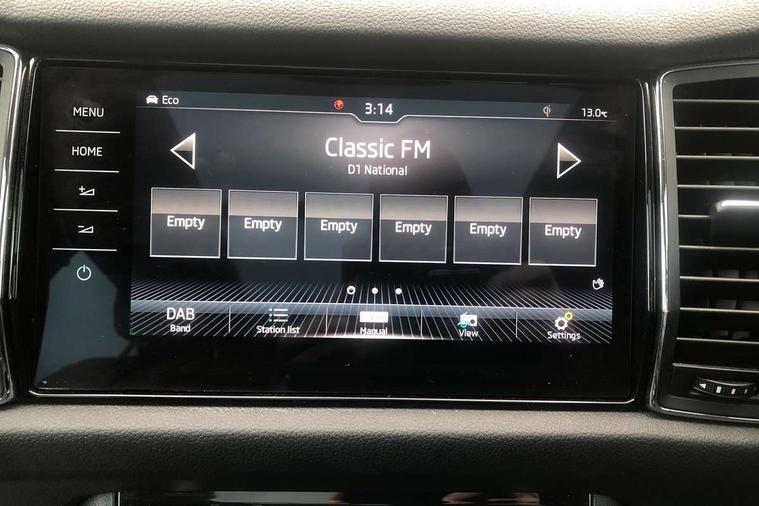 Eco
3:14
13.0°C
MENU
HOME
Classic FM
D1 National
Empty Empty Empty Empty Empty Empty
DAB
Band
Station list
Manual
View
Settings